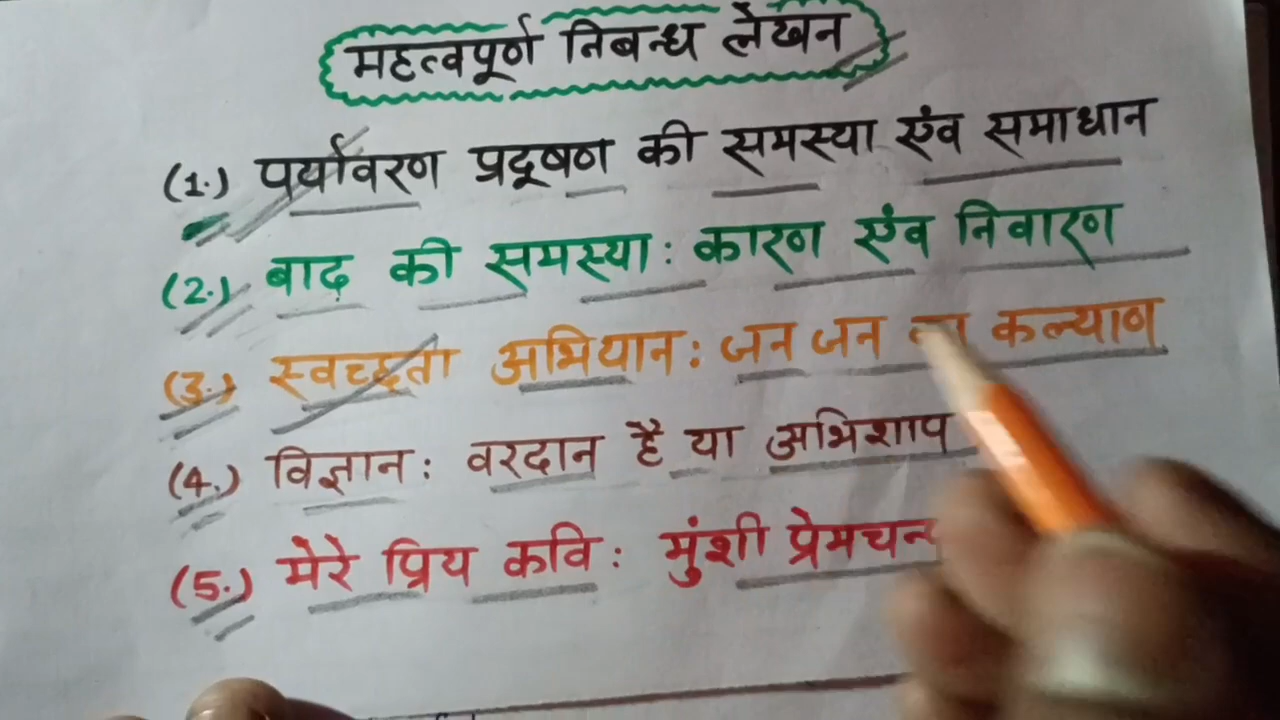 महत्वपूर्ण निबन्ध लेखन
(1.) पर्यावरण प्रदूषण की समस्या एंव समाधान
(2.) बाढ़ की समस्या : कारण एंव निवारण
(3.) स्वच्छता अभियान : जन जन का कल्याण
(4.) विज्ञान : वरदान है या अभिशाप
(5.) मेरे प्रिय कवि : मुंशी